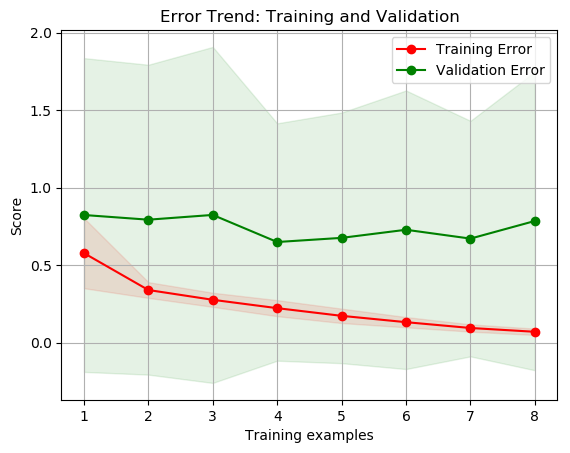 Error Trend: Training and Validation
Training Error
Validation Error
Score
2.0
1.5
1.0
0.5
0.0
1 2 3 4 5 6 7 8
Training examples